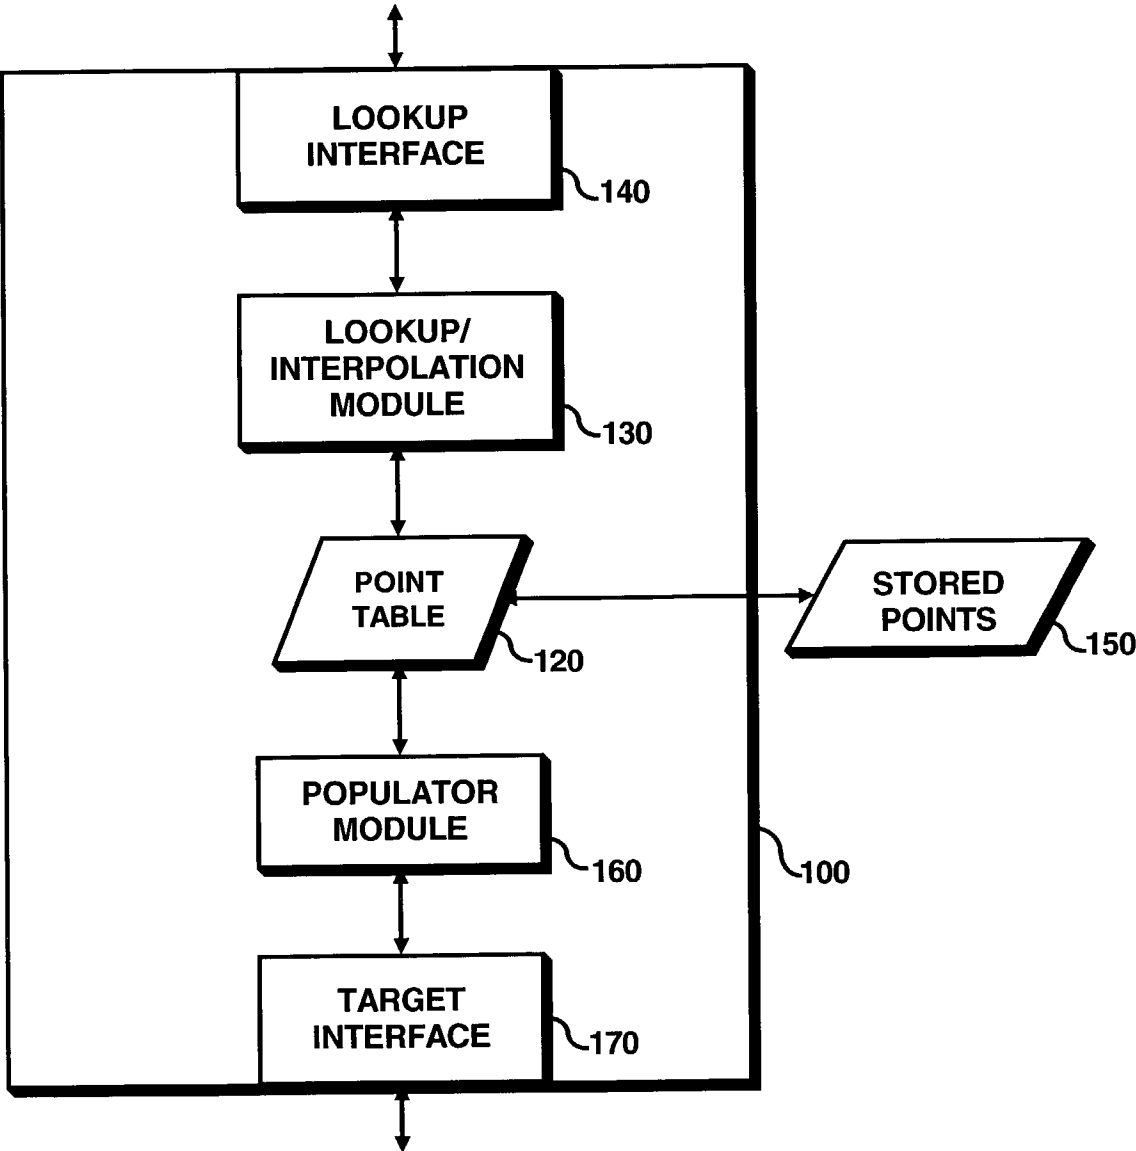 LOOKUP
INTERFACE
140
LOOKUP/
INTERPOLATION
MODULE
130
POINT
TABLE
120
STORED
POINTS
150
POPULATOR
MODULE
160
100
TARGET
INTERFACE
170